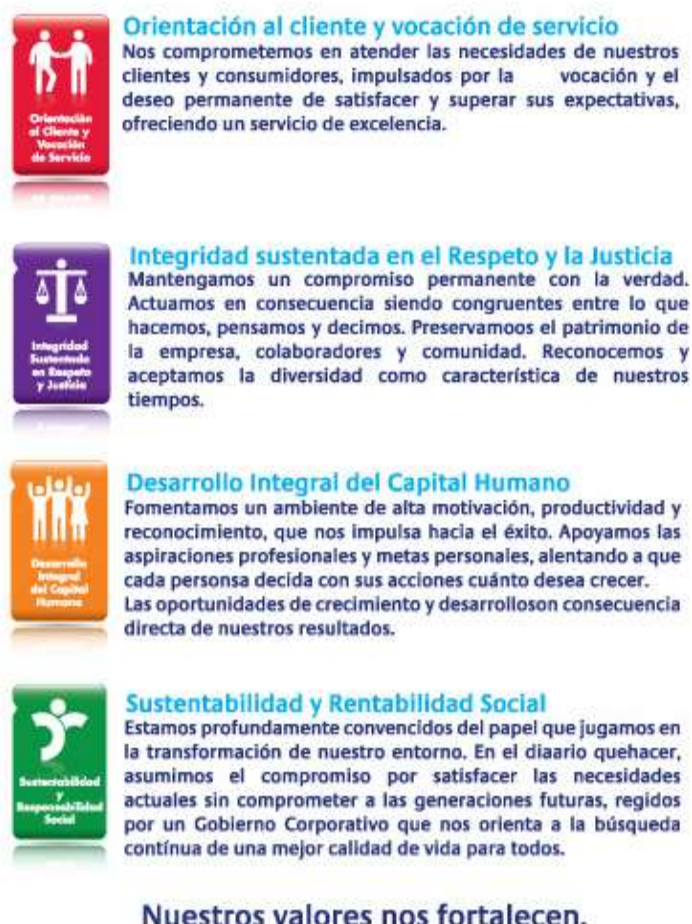 Orientación al cliente y vocación de servicio
Nos comprometemos en atender las necesidades de nuestros
clientes y consumidores, impulsados por la vocación y el
deseo permanente de satisfacer y superar sus expectativas,
ofreciendo un servicio de excelencia.
Orientación
al Cliente y
Vocación
de Servicio
Integridad sustentada en el Respeto y la Justicia
Mantengamos un compromiso permanente con la verdad.
Actuamos en consecuencia siendo congruentes entre lo que
hacemos, pensamos y decimos. Preservamoos el patrimonio de
la empresa, colaboradores y comunidad. Reconocemos y
aceptamos la diversidad como característica de nuestros
tiempos.
Integridad
Sustentada
en Respeto
y Justicia
Desarrollo Integral del Capital Humano
Fomentamos un ambiente de alta motivación, productividad y
reconocimiento, que nos impulsa hacia el éxito. Apoyamos las
aspiraciones profesionales y metas personales, alentando a que
cada personsa decida con sus acciones cuánto desea crecer.
Las oportunidades de crecimiento y desarrolloson consecuencia
directa de nuestros resultados.
Desarrollo
Integral
del Capital
Humano
Sustentabilidad y Rentabilidad Social
Estamos profundamente convencidos del papel que jugamos en
la transformación de nuestro entorno. En el diaario quehacer,
asumimos el compromiso por satisfacer las necesidades
actuales sin comprometer a las generaciones futuras, regidos
por un Gobierno Corporativo que nos orienta a la búsqueda
contínua de una mejor calidad de vida para todos.
Sustentabilidad
y
Responsabilidad
Social
Nuestros valores nos fortalecen.